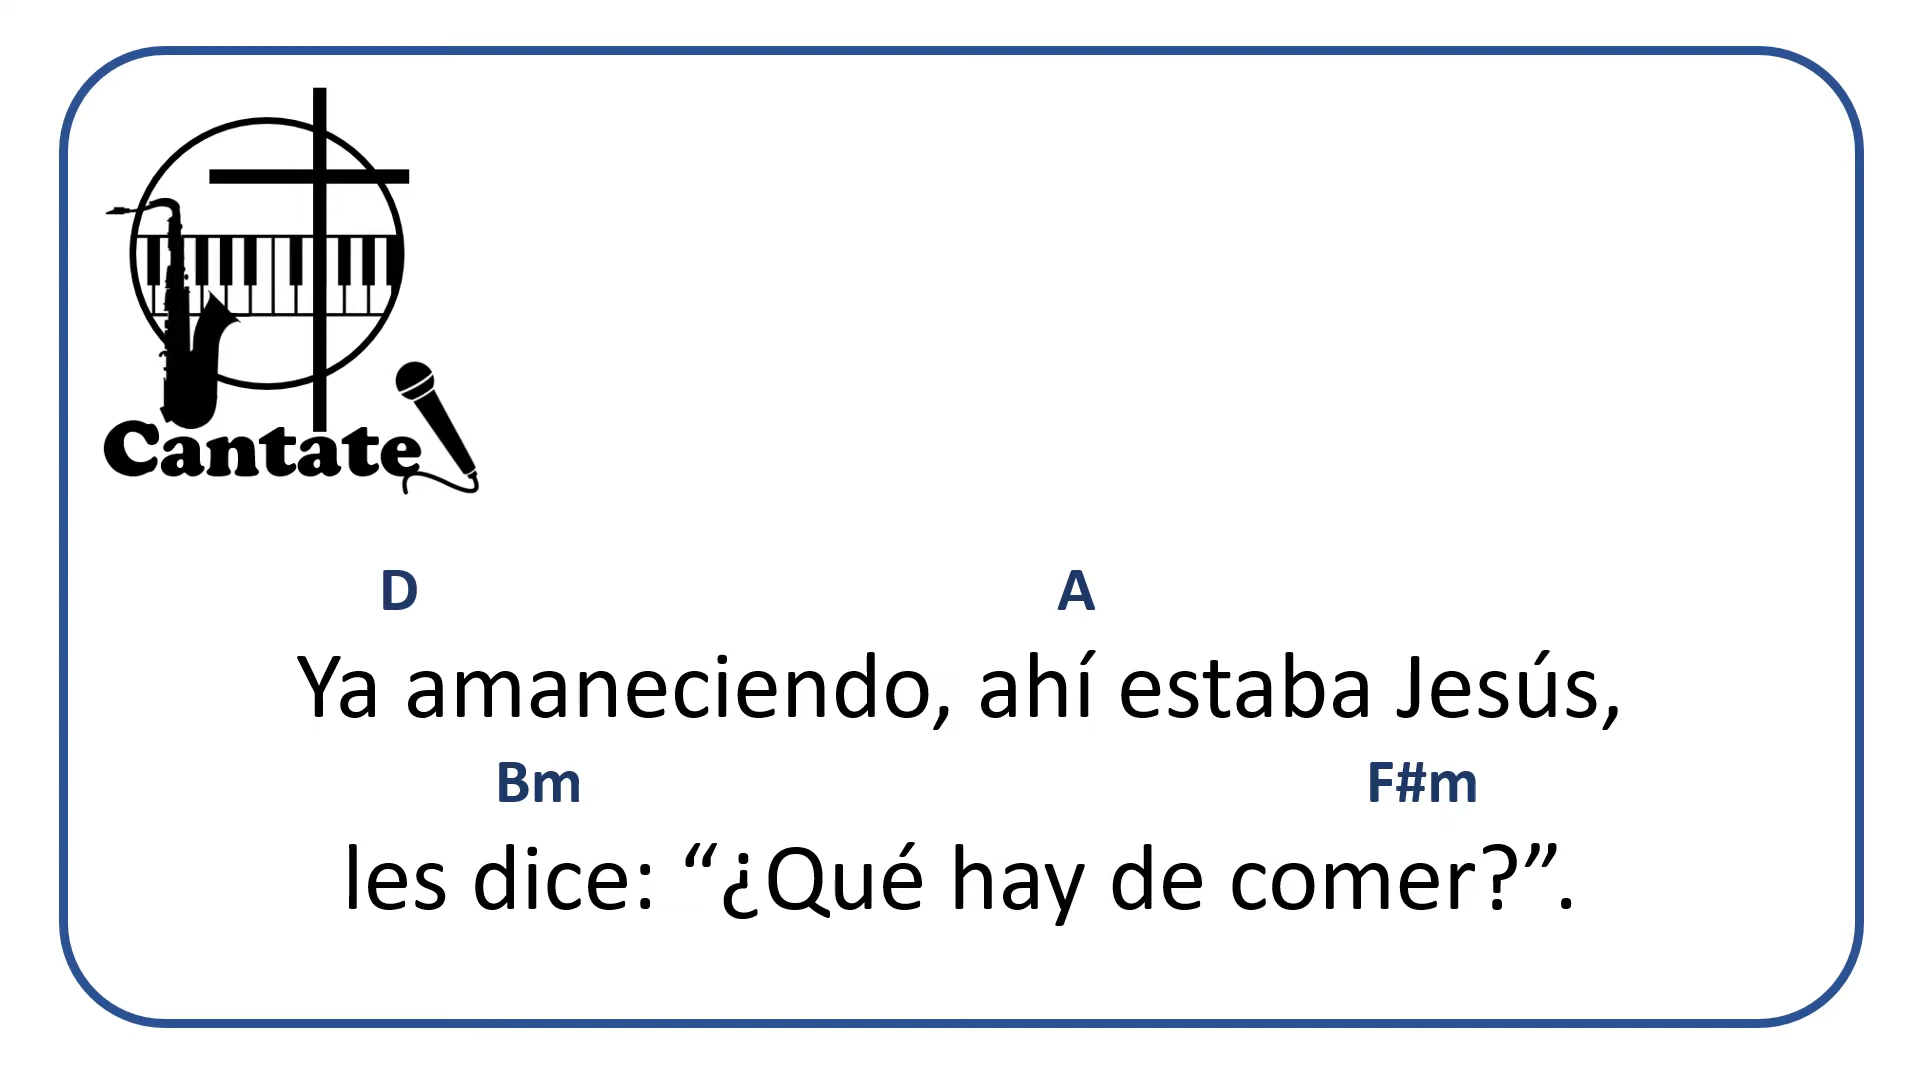 Cantate
D A
Ya amaneciendo, ahí estaba Jesús,
Bm F#m
les dice: “¿Qué hay de comer?”.